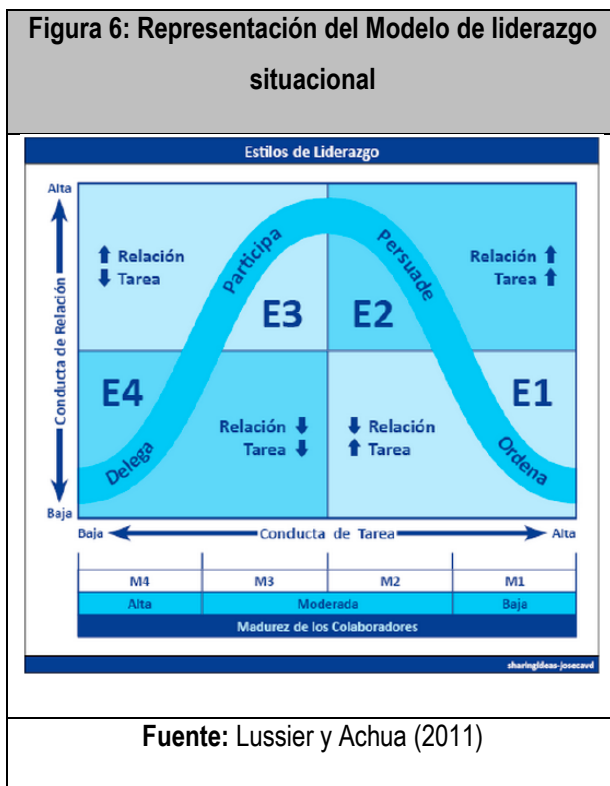 Figura 6: Representación del Modelo de liderazgo
situacional
Estilos de Liderazgo
Alta
Conducta de Relación
Baja
Relación
Tarea
Participa
E3
Persuade
E2
Relación
Tarea
E4
Delega
Relación
Tarea
Relación
Tarea
E1
Ordena
Baja
Conducta de Tarea
Alta
M4 M3 M2 M1
Alta Moderada Baja
Madurez de los Colaboradores
sharingideas-josecavd
Fuente: Lussier y Achua (2011)